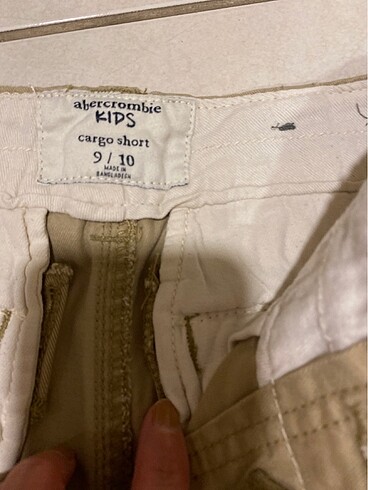 abercrombie
KIDS
cargo short
9 / 10
MADE IN
BANGLADESH